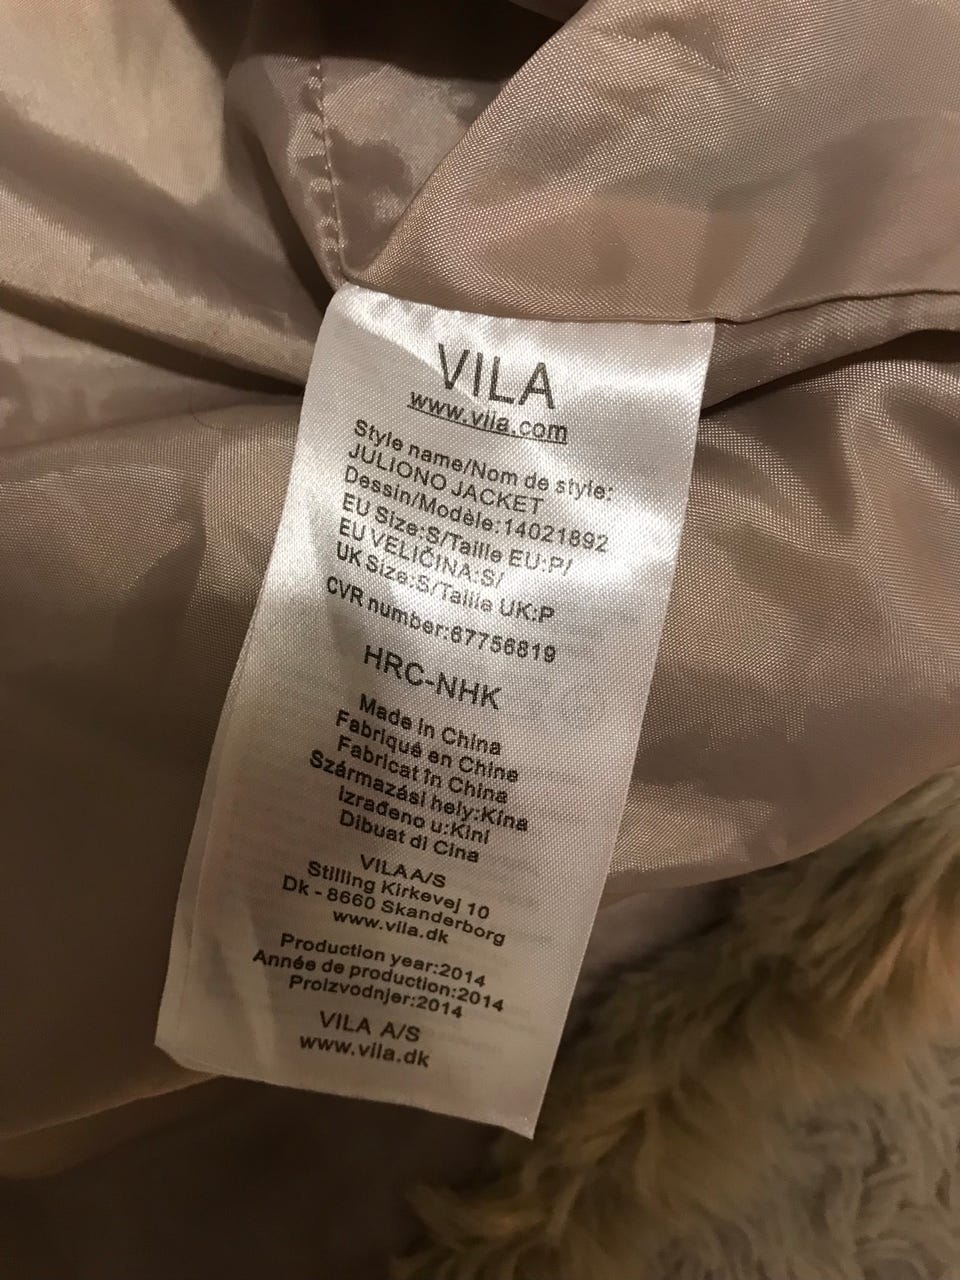 VILA
www.vila.com
Style name/Nom de style:
JULIONO JACKET
Dessin/Modèle:14021892
EU Size:S/Taille EU:P/
EU VELIČINA:S/
UK Size:S/Taille UK:P
CVR number:67756819
HRC-NHK
Made in China
Fabriqué en Chine
Fabricat în China
Származási hely:Kína
Izrađeno u:Kini
Dibuat di Cina
VILA A/S
Stilling Kirkevej 10
Dk - 8660 Skanderborg
www.vila.dk
Production year:2014
Année de production:2014
Proizvodnjer:2014
VILA A/S
www.vila.dk